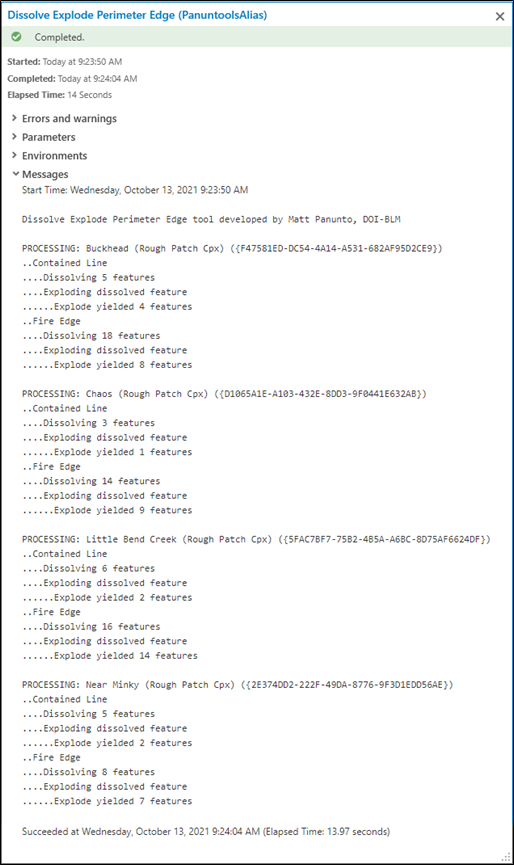 Dissolve Explode Perimeter Edge (PanuntoolsAlias)
Completed.
Started: Today at 9:23:50 AM
Completed: Today at 9:24:04 AM
Elapsed Time: 14 Seconds
Errors and warnings
Parameters
Environments
Messages
Start Time: Wednesday, October 13, 2021 9:23:50 AM
Dissolve Explode Perimeter Edge tool developed by Matt Panunto, DOI-BLM
PROCESSING: Buckhead (Rough Patch Cpx) ({F47581ED-DC54-4A14-A531-682AF95D2CE9})
..Contained Line
....Dissolving 5 features
....Exploding dissolved feature
......Explode yielded 4 features
..Fire Edge
....Dissolving 18 features
....Exploding dissolved feature
......Explode yielded 8 features
PROCESSING: Chaos (Rough Patch Cpx) ({D1065A1E-A103-432E-8DD3-9F0441E632AB})
..Contained Line
....Dissolving 3 features
....Exploding dissolved feature
......Explode yielded 1 features
..Fire Edge
....Dissolving 14 features
....Exploding dissolved feature
......Explode yielded 9 features
PROCESSING: Little Bend Creek (Rough Patch Cpx) ({5FAC7BF7-75B2-4B5A-A6BC-8D75AF6624DF})
..Contained Line
....Dissolving 6 features
....Exploding dissolved feature
......Explode yielded 2 features
..Fire Edge
....Dissolving 16 features
....Exploding dissolved feature
......Explode yielded 14 features
PROCESSING: Near Minky (Rough Patch Cpx) ({2E374DD2-222F-49DA-8776-9F3D1EDD56AE})
..Contained Line
....Dissolving 5 features
....Exploding dissolved feature
......Explode yielded 2 features
..Fire Edge
....Dissolving 8 features
....Exploding dissolved feature
......Explode yielded 7 features
Succeeded at Wednesday, October 13, 2021 9:24:04 AM (Elapsed Time: 13.97 seconds)